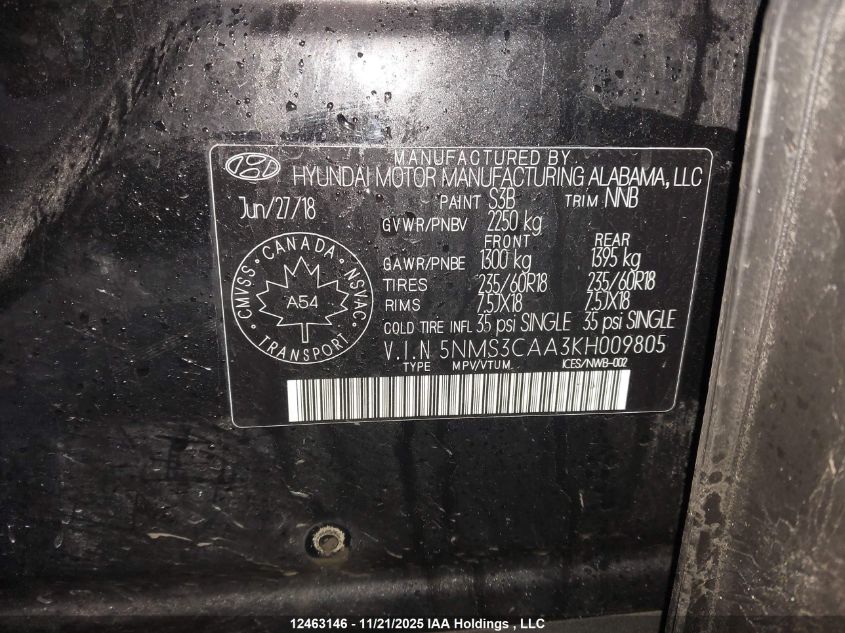 MANUFACTURED BY
HYUNDAI MOTOR MANUFACTURING ALABAMA, LLC
Jun/27/18
PAINT S3B TRIM NNB
GVWR/PNBV 2250 kg
FRONT REAR
GAWR/PNBE 1300 kg 1395 kg
TIRES 235/60R18 235/60R18
RIMS 7.5JX18 7.5JX18
COLD TIRE INFL 35 psi SINGLE 35 psi SINGLE
CMVSS • CANADA • NSVAC • TRANSPORT •
A54
V.I.N 5NMS3CAA3KH009805
TYPE MPV/VTUM. ICES/NWB-002
12463146 - 11/21/2025 IAA Holdings , LLC